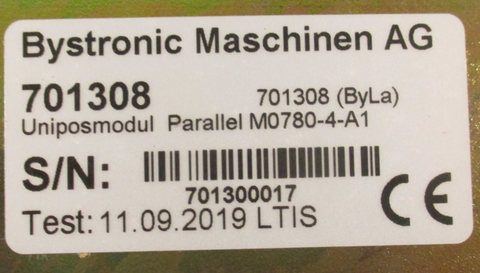 Bystronic Maschinen AG
701308 701308 (ByLa)
Uniposmodul Parallel M0780-4-A1
S/N:
701300017
Test: 11.09.2019 LTIS
CE